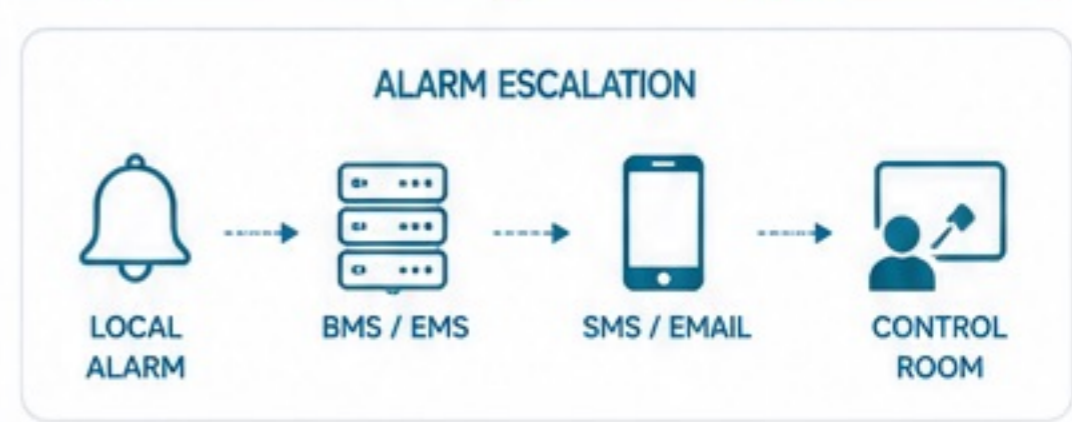 ALARM ESCALATION
LOCAL
ALARM
BMS / EMS
SMS / EMAIL
CONTROL
ROOM